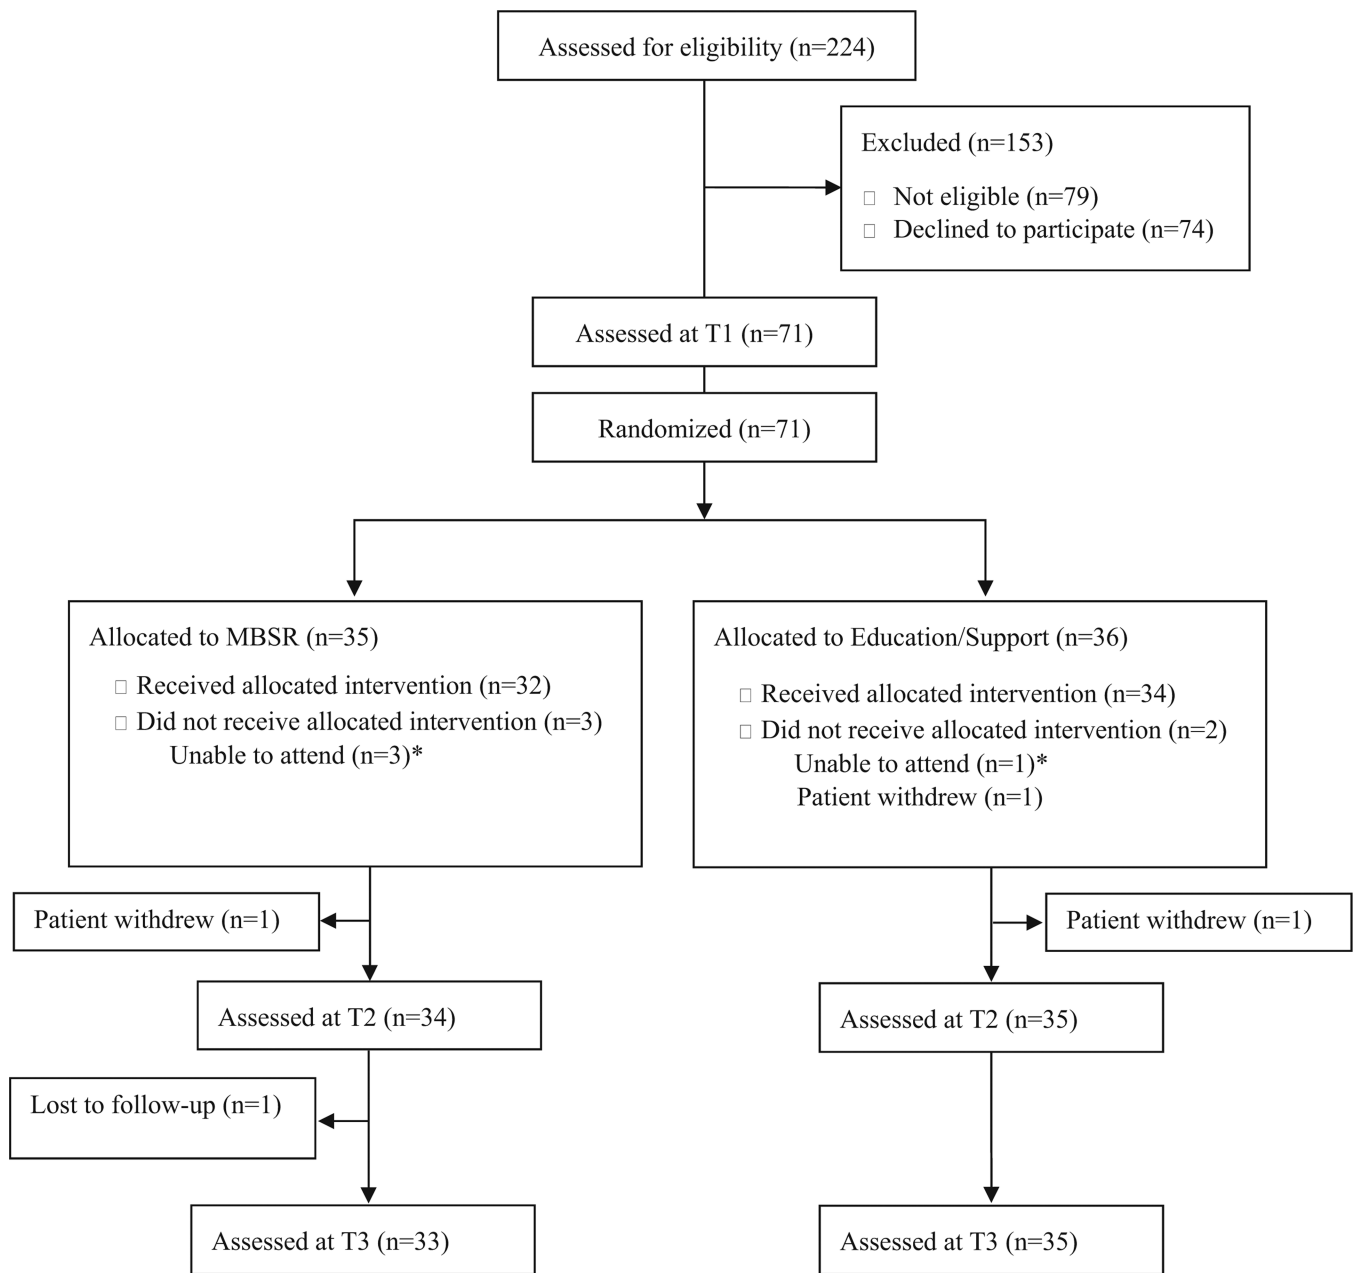 Assessed for eligibility (n=224)
Excluded (n=153)
Not eligible (n=79)
Declined to participate (n=74)
Assessed at T1 (n=71)
Randomized (n=71)
Allocated to MBSR (n=35)
Received allocated intervention (n=32)
Did not receive allocated intervention (n=3)
Unable to attend (n=3)*
Allocated to Education/Support (n=36)
Received allocated intervention (n=34)
Did not receive allocated intervention (n=2)
Unable to attend (n=1)*
Patient withdrew (n=1)
Patient withdrew (n=1)
Patient withdrew (n=1)
Assessed at T2 (n=34)
Assessed at T2 (n=35)
Lost to follow-up (n=1)
Assessed at T3 (n=33)
Assessed at T3 (n=35)